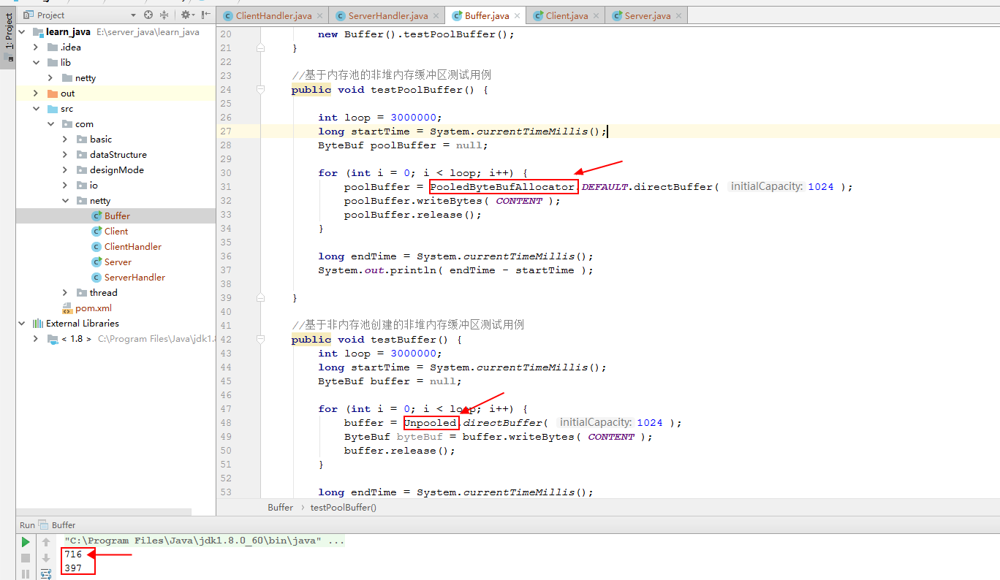 Project
ClientHandler.java
ServerHandler.java
Buffer.java
Client.java
Server.java
1: Project
learn_java E:\server_java\learn_java
.idea
lib
netty
out
src
com
basic
dataStructure
designMode
io
netty
Buffer
Client
ClientHandler
Server
ServerHandler
thread
pom.xml
External Libraries
< 1.8 > C:\Program Files\Java\jdk1.8
20 new Buffer().testPoolBuffer();
21 }
22
23 //基于内存池的非堆内存缓冲区测试用例
24 public void testPoolBuffer() {
25
26 int loop = 3000000;
27 long startTime = System.currentTimeMillis();
28 ByteBuf poolBuffer = null;
29
30 for (int i = 0; i < loop; i++) {
31 poolBuffer = PooledByteBufAllocator.DEFAULT.directBuffer( initialCapacity: 1024 );
32 poolBuffer.writeBytes( CONTENT );
33 poolBuffer.release();
34 }
35
36 long endTime = System.currentTimeMillis();
37 System.out.println( endTime - startTime );
38
39 }
40
41 //基于非内存池创建的非堆内存缓冲区测试用例
42 public void testBuffer() {
43 int loop = 3000000;
44 long startTime = System.currentTimeMillis();
45 ByteBuf buffer = null;
46
47 for (int i = 0; i < loop; i++) {
48 buffer = Unpooled.directBuffer( initialCapacity: 1024 );
49 ByteBuf byteBuf = buffer.writeBytes( CONTENT );
50 buffer.release();
51 }
52
53 long endTime = System.currentTimeMillis();
Buffer › testPoolBuffer()
Run Buffer
"C:\Program Files\Java\jdk1.8.0_60\bin\java" ...
716
397